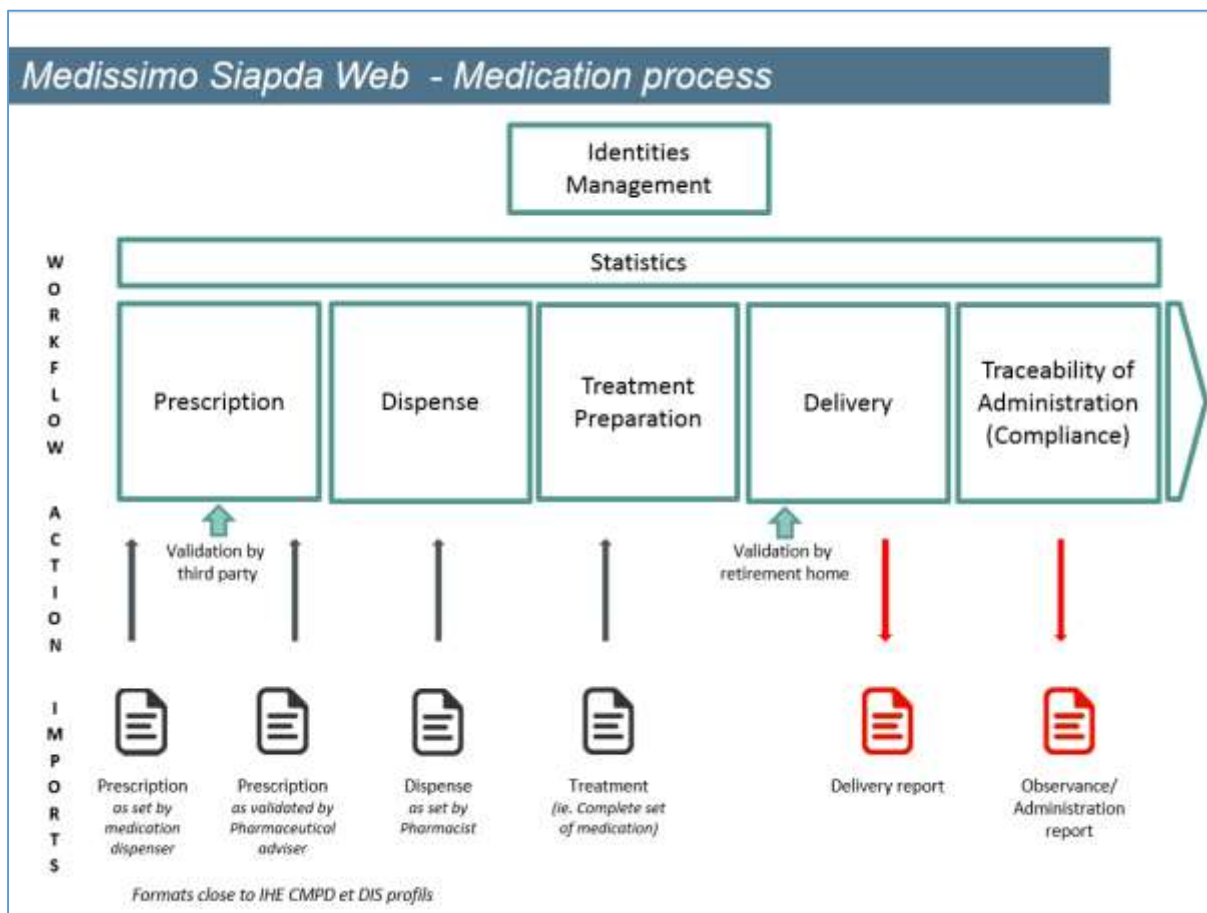 Medissimo Siapda Web - Medication process
Identities
Management
Statistics
WORKFLOW
Prescription
Dispense
Treatment
Preparation
Delivery
Traceability of
Administration
(Compliance)
ACTION
Validation by
third party
Validation by
retirement home
IMPORTS
Prescription
as set by
medication
dispenser
Prescription
as validated by
Pharmaceutical
adviser
Dispense
as set by
Pharmacist
Treatment
(ie. Complete set
of medication)
Delivery report
Observance/
Administration
report
Formats close to IHE CMPD et DIS profils